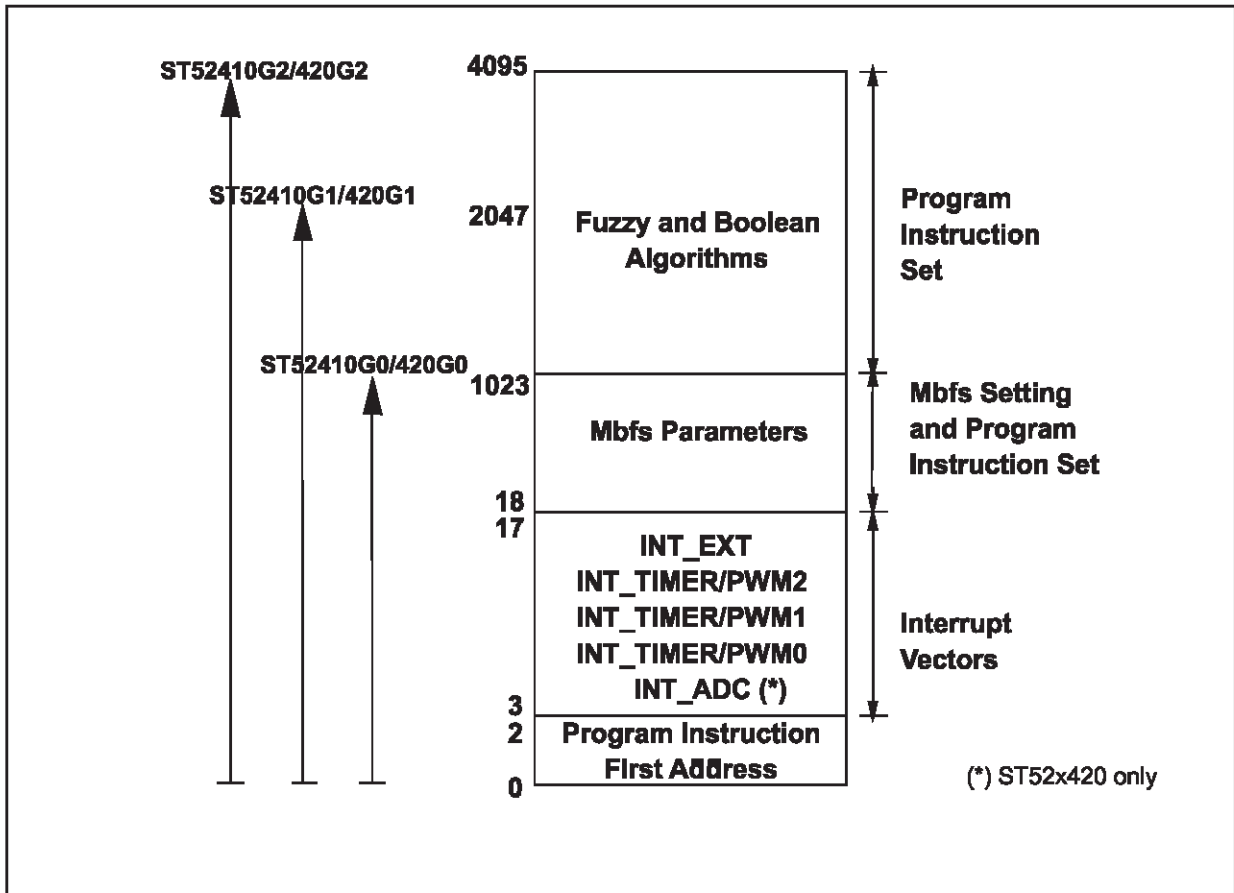 ST52410G2/420G2
4095
ST52410G1/420G1
2047
Fuzzy and Boolean
Algorithms
Program
Instruction
Set
ST52410G0/420G0
1023
Mbfs Parameters
Mbfs Setting
and Program
Instruction Set
18
17
INT_EXT
INT_TIMER/PWM2
INT_TIMER/PWM1
INT_TIMER/PWM0
INT_ADC (*)
Interrupt
Vectors
3
2
Program Instruction
First Address
0
(*) ST52x420 only